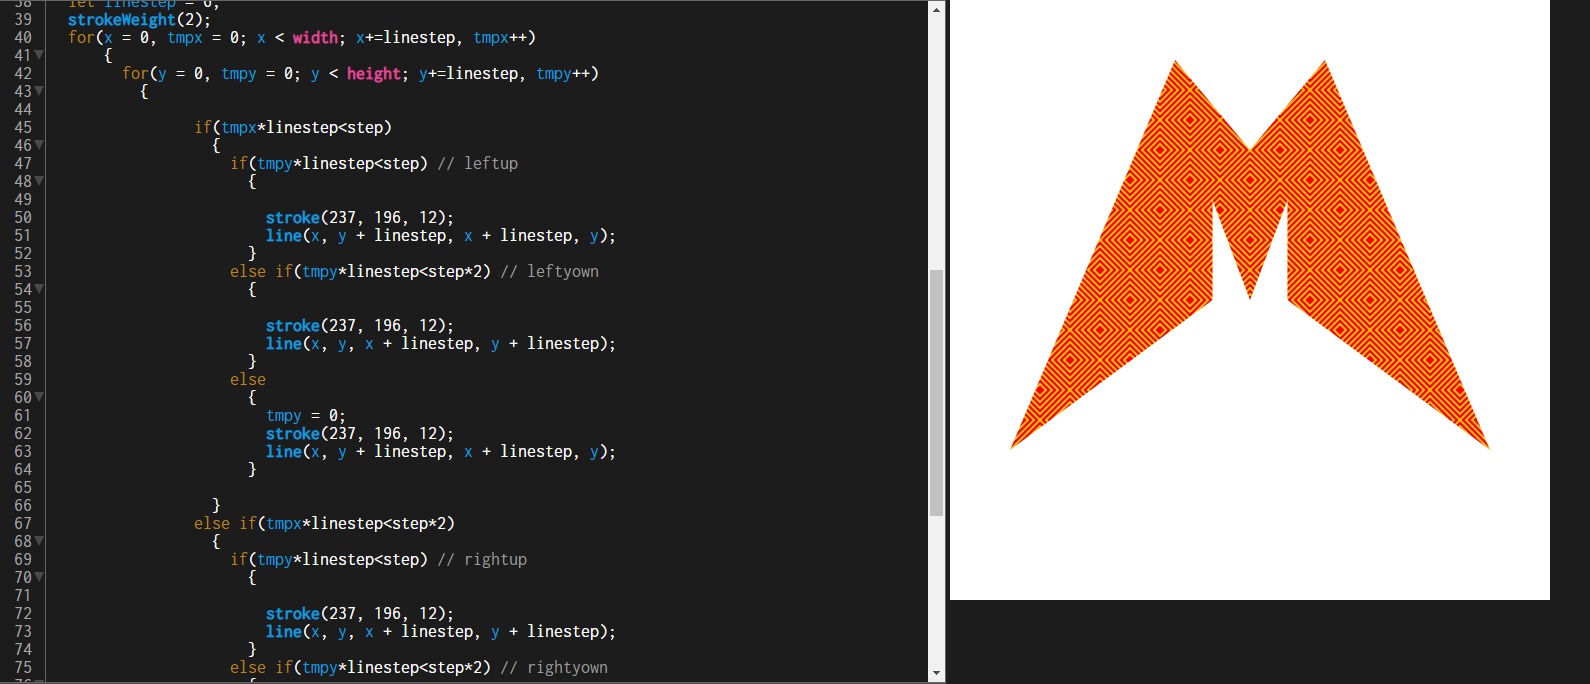 38 let linestep = 6;
39 strokeWeight(2);
40 for(x = 0, tmpx = 0; x < width; x+=linestep, tmpx++)
41 {
42 for(y = 0, tmpy = 0; y < height; y+=linestep, tmpy++)
43 {
44
45 if(tmpx*linestep<step)
46 {
47 if(tmpy*linestep<step) // leftup
48 {
49
50 stroke(237, 196, 12);
51 line(x, y + linestep, x + linestep, y);
52 }
53 else if(tmpy*linestep<step*2) // leftyown
54 {
55
56 stroke(237, 196, 12);
57 line(x, y, x + linestep, y + linestep);
58 }
59 else
60 {
61 tmpy = 0;
62 stroke(237, 196, 12);
63 line(x, y + linestep, x + linestep, y);
64 }
65
66 }
67 else if(tmpx*linestep<step*2)
68 {
69 if(tmpy*linestep<step) // rightup
70 {
71
72 stroke(237, 196, 12);
73 line(x, y, x + linestep, y + linestep);
74 }
75 else if(tmpy*linestep<step*2) // rightyown